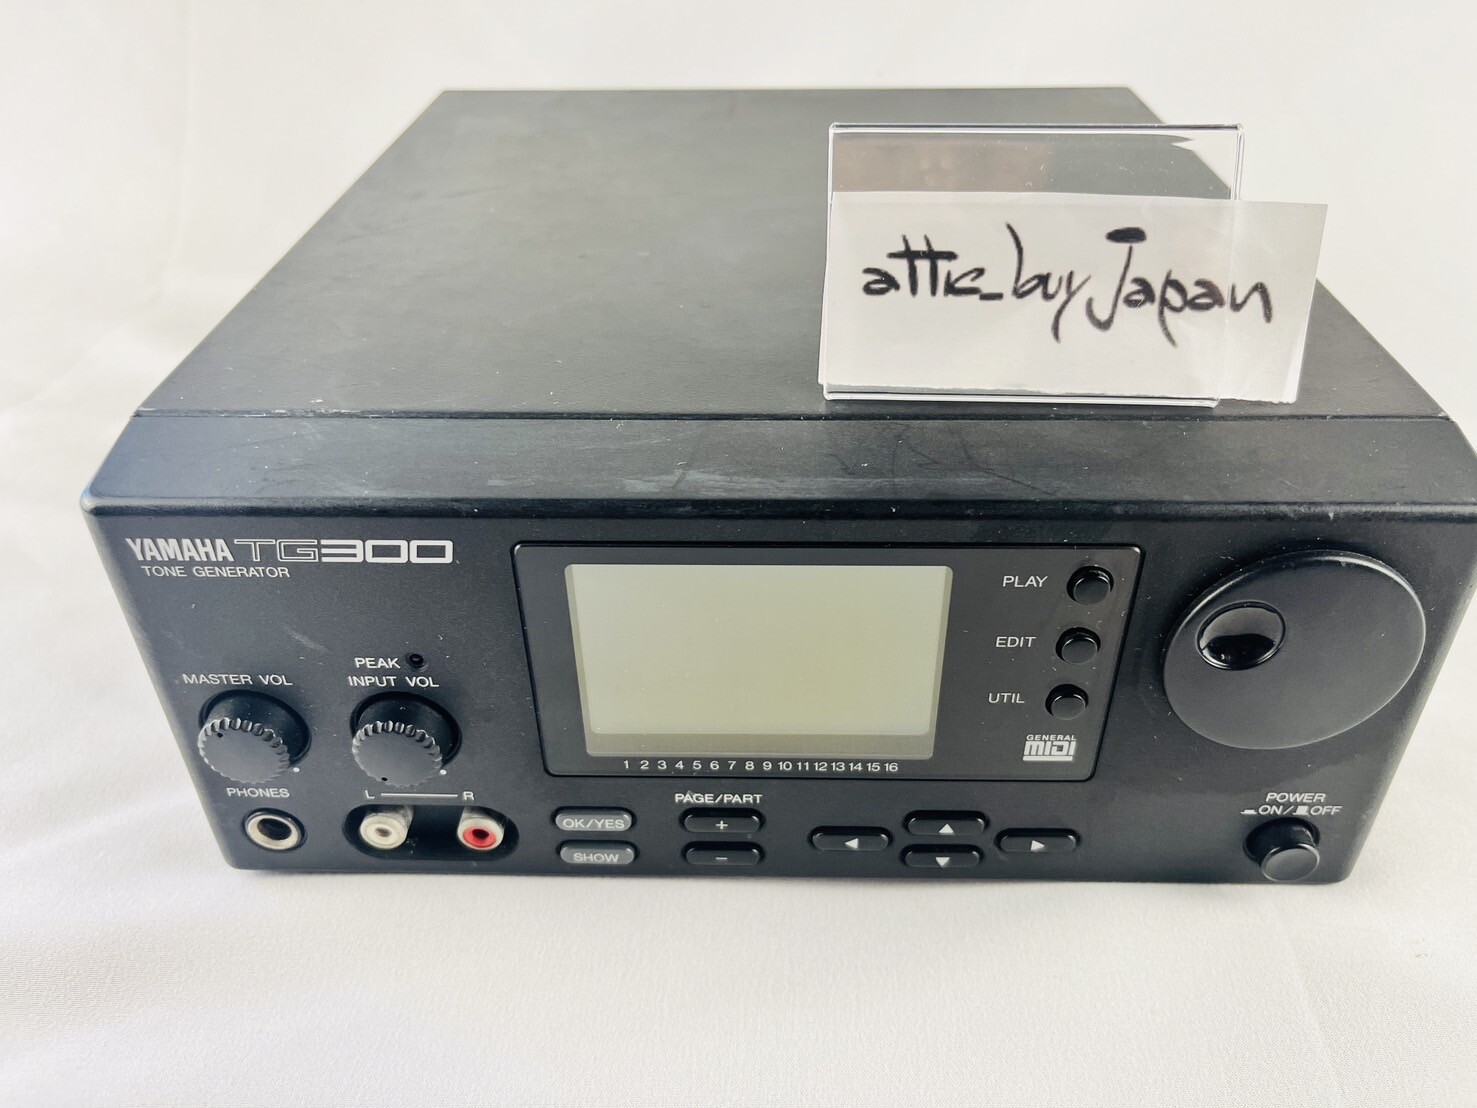 attic_buyJapan
YAMAHA TG300
TONE GENERATOR
PLAY
EDIT
UTIL
GENERAL
MIDI
PEAK
MASTER VOL
INPUT VOL
1 2 3 4 5 6 7 8 9 10 11 12 13 14 15 16
PHONES
L R
OK/YES
SHOW
PAGE/PART
+
−
◀ ▲ ▼ ▶
POWER
▂ON/▟OFF